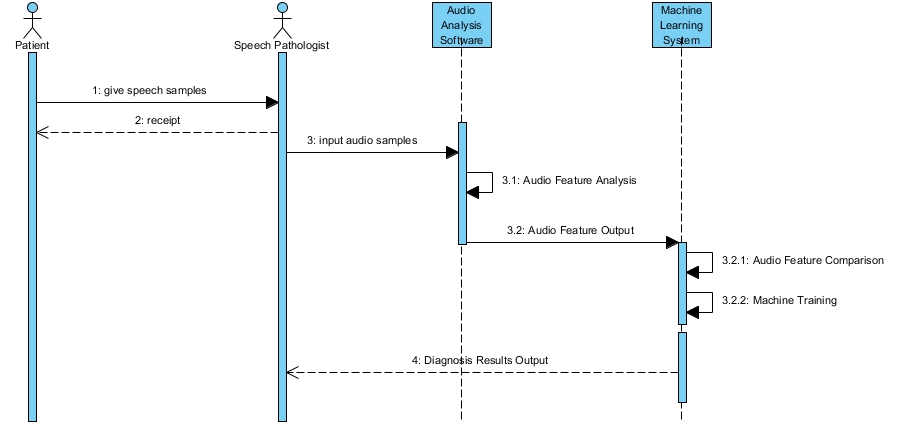 Patient
Speech Pathologist
Audio
Analysis
Software
Machine
Learning
System
1: give speech samples
2: receipt
3: input audio samples
3.1: Audio Feature Analysis
3.2: Audio Feature Output
3.2.1: Audio Feature Comparison
3.2.2: Machine Training
4: Diagnosis Results Output